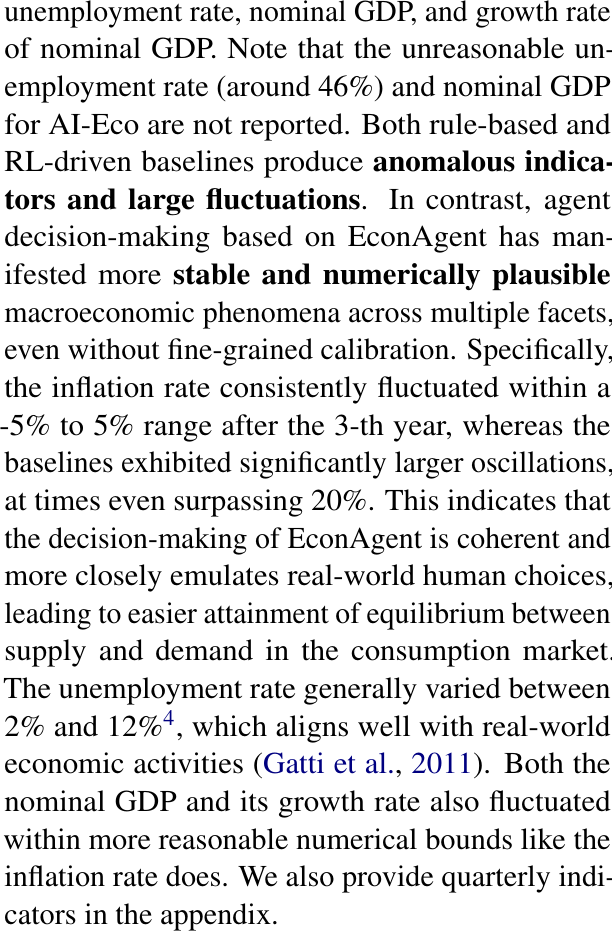 unemployment rate, nominal GDP, and growth rate
of nominal GDP. Note that the unreasonable un-
employment rate (around 46%) and nominal GDP
for AI-Eco are not reported. Both rule-based and
RL-driven baselines produce anomalous indica-
tors and large fluctuations. In contrast, agent
decision-making based on EconAgent has man-
ifested more stable and numerically plausible
macroeconomic phenomena across multiple facets,
even without fine-grained calibration. Specifically,
the inflation rate consistently fluctuated within a
-5% to 5% range after the 3-th year, whereas the
baselines exhibited significantly larger oscillations,
at times even surpassing 20%. This indicates that
the decision-making of EconAgent is coherent and
more closely emulates real-world human choices,
leading to easier attainment of equilibrium between
supply and demand in the consumption market.
The unemployment rate generally varied between
2% and 12%4, which aligns well with real-world
economic activities (Gatti et al., 2011). Both the
nominal GDP and its growth rate also fluctuated
within more reasonable numerical bounds like the
inflation rate does. We also provide quarterly indi-
cators in the appendix.